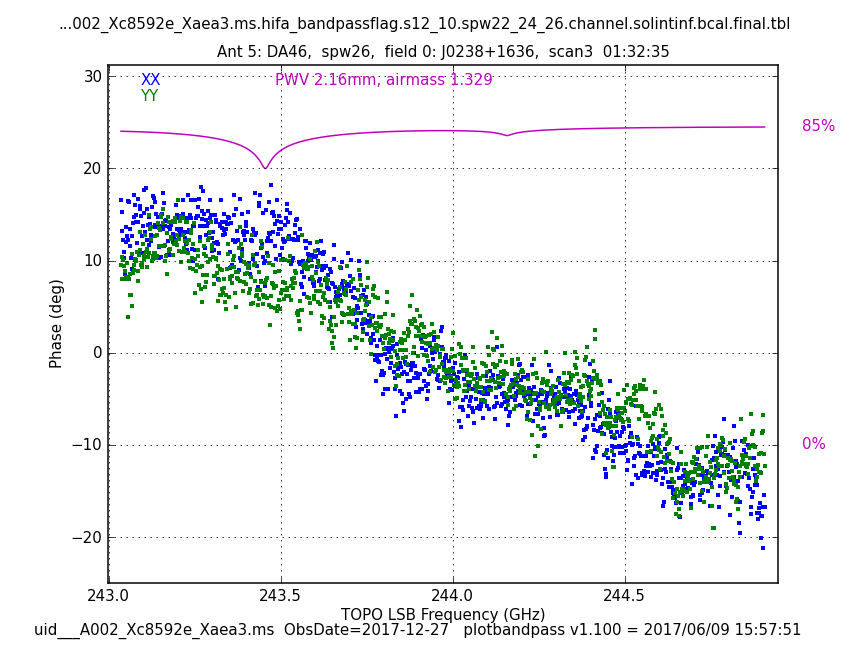 ...002_Xc8592e_Xaea3.ms.hifa_bandpassflag.s12_10.spw22_24_26.channel.solintinf.bcal.final.tbl
Ant 5: DA46,  spw26,  field 0: J0238+1636,  scan3  01:32:35
XX
YY
PWV 2.16mm, airmass 1.329
85%
0%
30
20
10
0
−10
−20
Phase (deg)
243.0
243.5
244.0
244.5
TOPO LSB Frequency (GHz)
uid___A002_Xc8592e_Xaea3.ms  ObsDate=2017-12-27   plotbandpass v1.100 = 2017/06/09 15:57:51